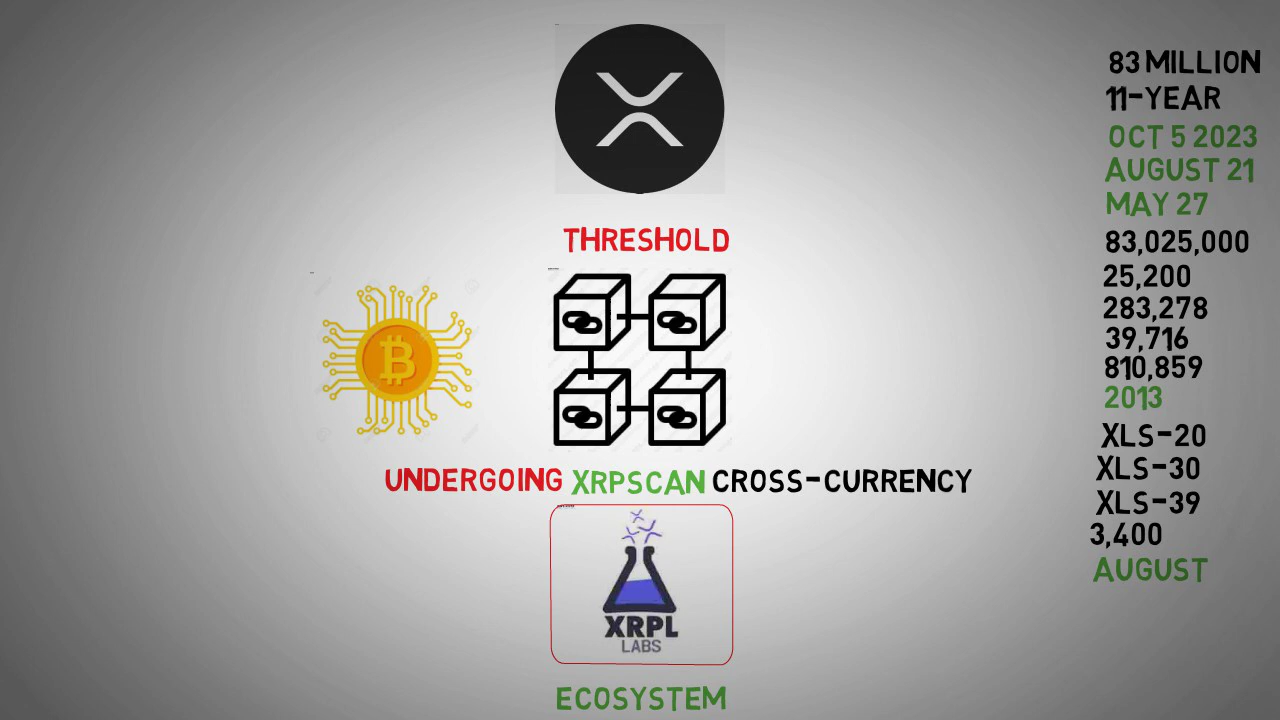 THRESHOLD
UNDERGOING XRPSCAN CROSS-CURRENCY
XRPL
LABS
ECOSYSTEM
83 MILLION
11-YEAR
OCT 5 2023
AUGUST 21
MAY 27
83,025,000
25,200
283,278
39,716
810,859
2013
XLS-20
XLS-30
XLS-39
3,400
AUGUST